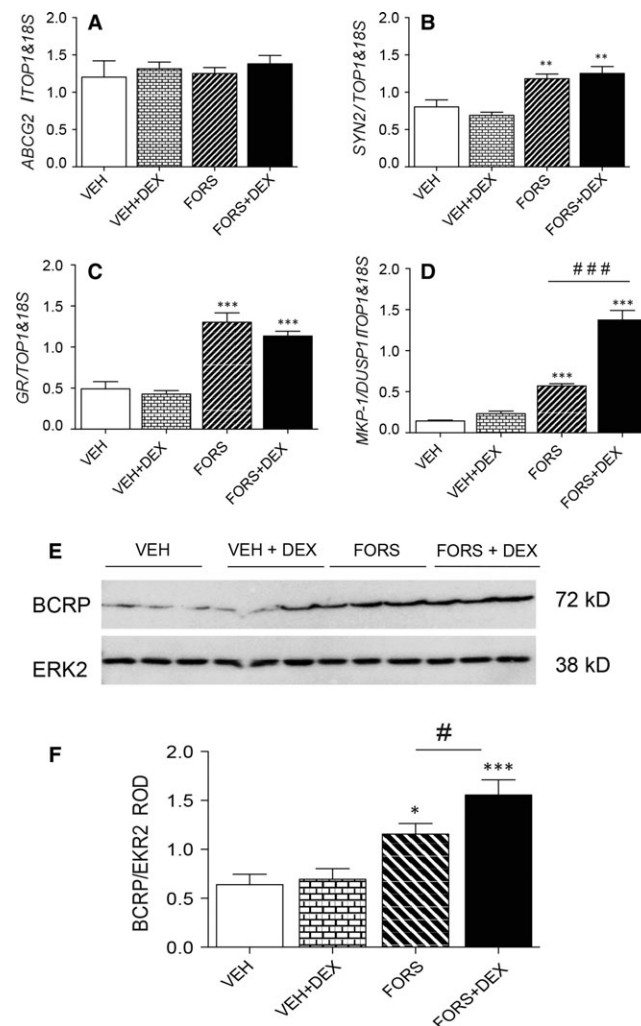 A
ABCG2 /TOP1&18S
2.0
1.5
1.0
0.5
0.0
VEH
VEH+DEX
FORS
FORS+DEX
B
SYN2/TOP1&18S
2.0
1.5
1.0
0.5
0.0
**
**
VEH
VEH+DEX
FORS
FORS+DEX
C
GR/TOP1&18S
2.0
1.5
1.0
0.5
0.0
***
***
VEH
VEH+DEX
FORS
FORS+DEX
D
MKP-1/DUSP1/TOP1&18S
2.0
1.5
1.0
0.5
0.0
###
***
***
VEH
VEH+DEX
FORS
FORS+DEX
E
VEH
VEH + DEX
FORS
FORS + DEX
BCRP
72 kD
ERK2
38 kD
F
BCRP/EKR2 ROD
2.0
1.5
1.0
0.5
0.0
#
*
***
VEH
VEH+DEX
FORS
FORS+DEX